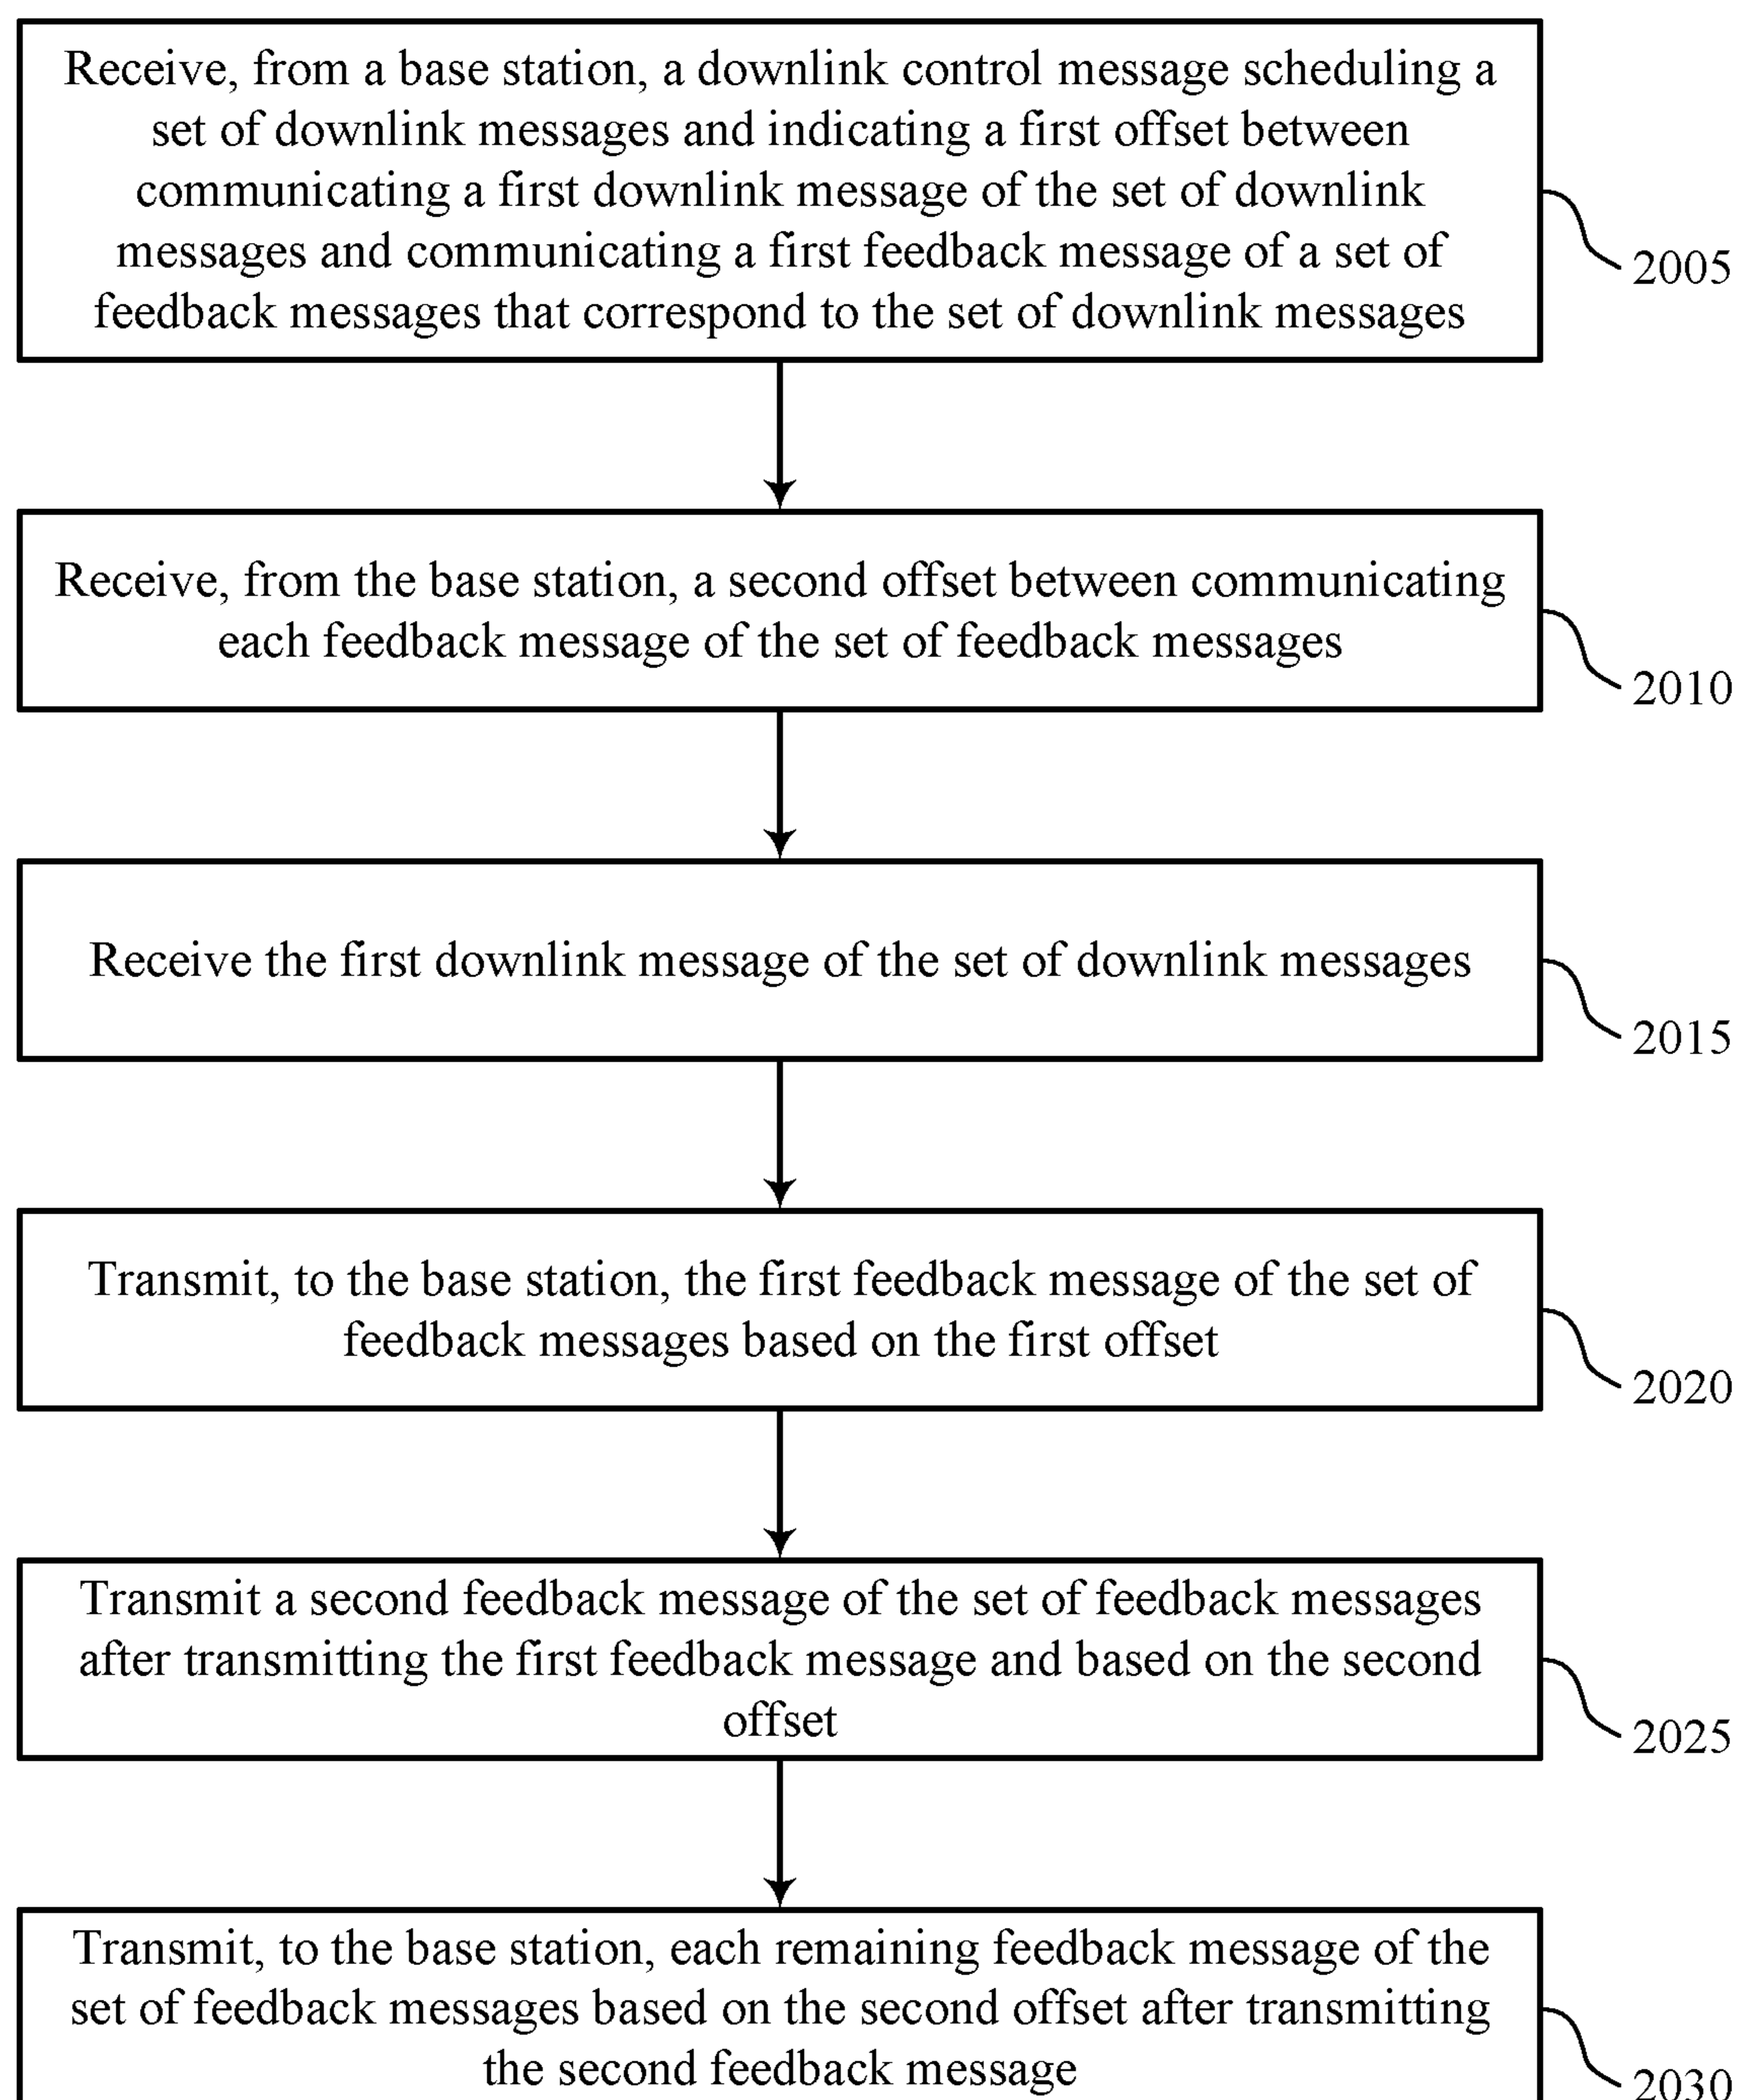 Receive, from a base station, a downlink control message scheduling a
set of downlink messages and indicating a first offset between
communicating a first downlink message of the set of downlink
messages and communicating a first feedback message of a set of
feedback messages that correspond to the set of downlink messages
2005
Receive, from the base station, a second offset between communicating
each feedback message of the set of feedback messages
2010
Receive the first downlink message of the set of downlink messages
2015
Transmit, to the base station, the first feedback message of the set of
feedback messages based on the first offset
2020
Transmit a second feedback message of the set of feedback messages
after transmitting the first feedback message and based on the second
offset
2025
Transmit, to the base station, each remaining feedback message of the
set of feedback messages based on the second offset after transmitting
the second feedback message
2030